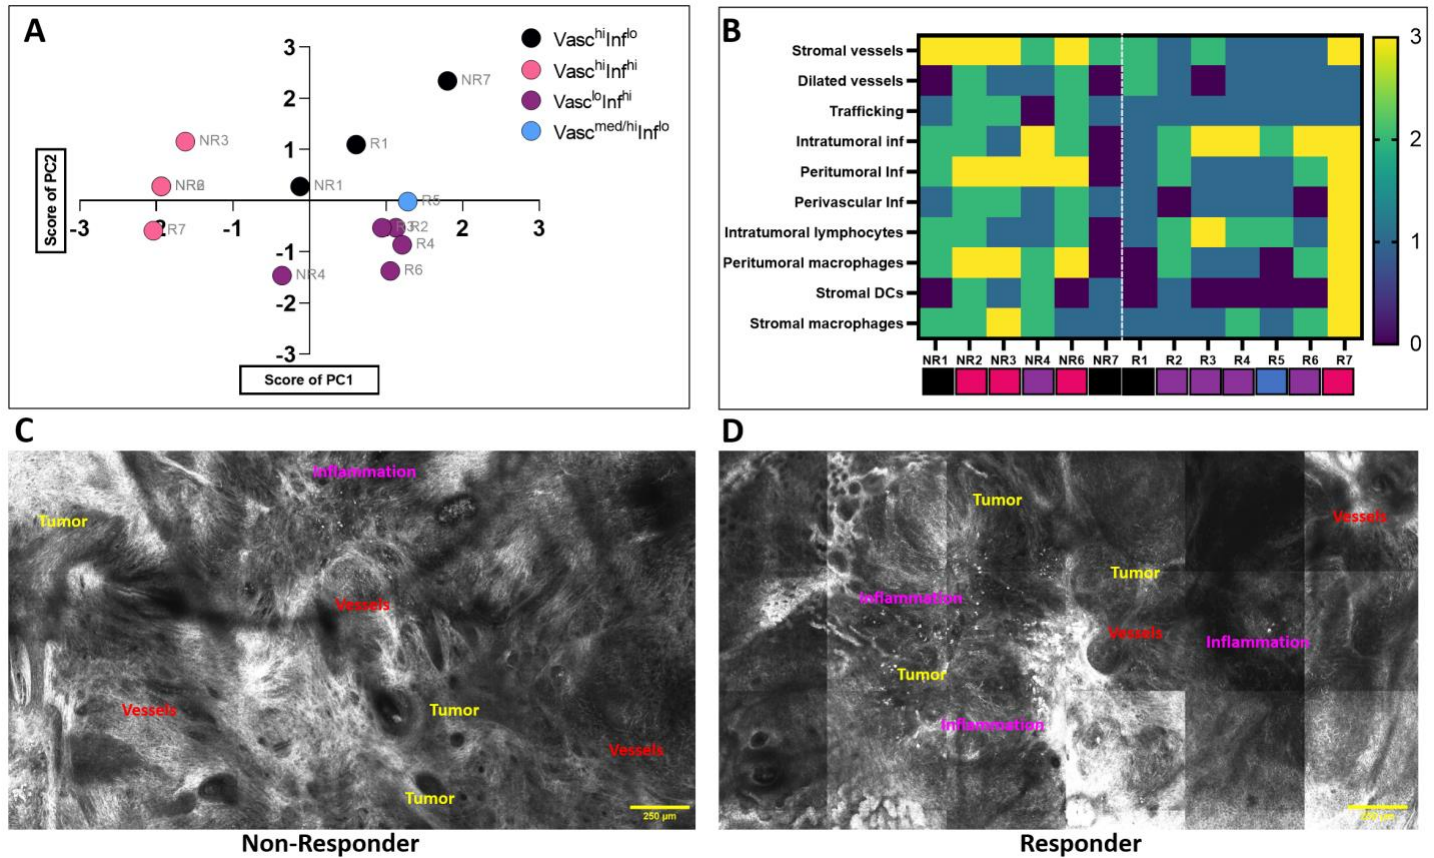 A
Vasc^hi Inf^lo
Vasc^hi Inf^hi
Vasc^lo Inf^hi
Vasc^med/hi Inf^lo
Score of PC2
3
2
1
-1
-2
-3
-3
-2
-1
2
3
NR7
R1
NR3
NR1
R7
R5
R3
R2
R4
R6
NR4
Score of PC1
B
Stromal vessels
Dilated vessels
Trafficking
Intratumoral inf
Peritumoral Inf
Perivascular Inf
Intratumoral lymphocytes
Peritumoral macrophages
Stromal DCs
Stromal macrophages
NR1 NR2 NR3 NR4 NR6 NR7 R1 R2 R3 R4 R5 R6 R7
3
2
1
0
C
Inflammation
Tumor
Vessels
Vessels
Tumor
Vessels
Tumor
250 µm
Non-Responder
D
Tumor
Vessels
Tumor
Inflammation
Vessels
Inflammation
Tumor
Inflammation
Responder